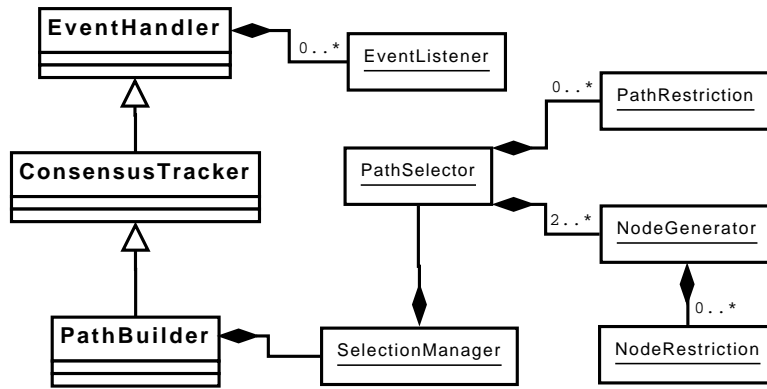 EventHandler
0..*
EventListener
0..*
PathRestriction
ConsensusTracker
PathSelector
2..*
NodeGenerator
0..*
PathBuilder
SelectionManager
NodeRestriction